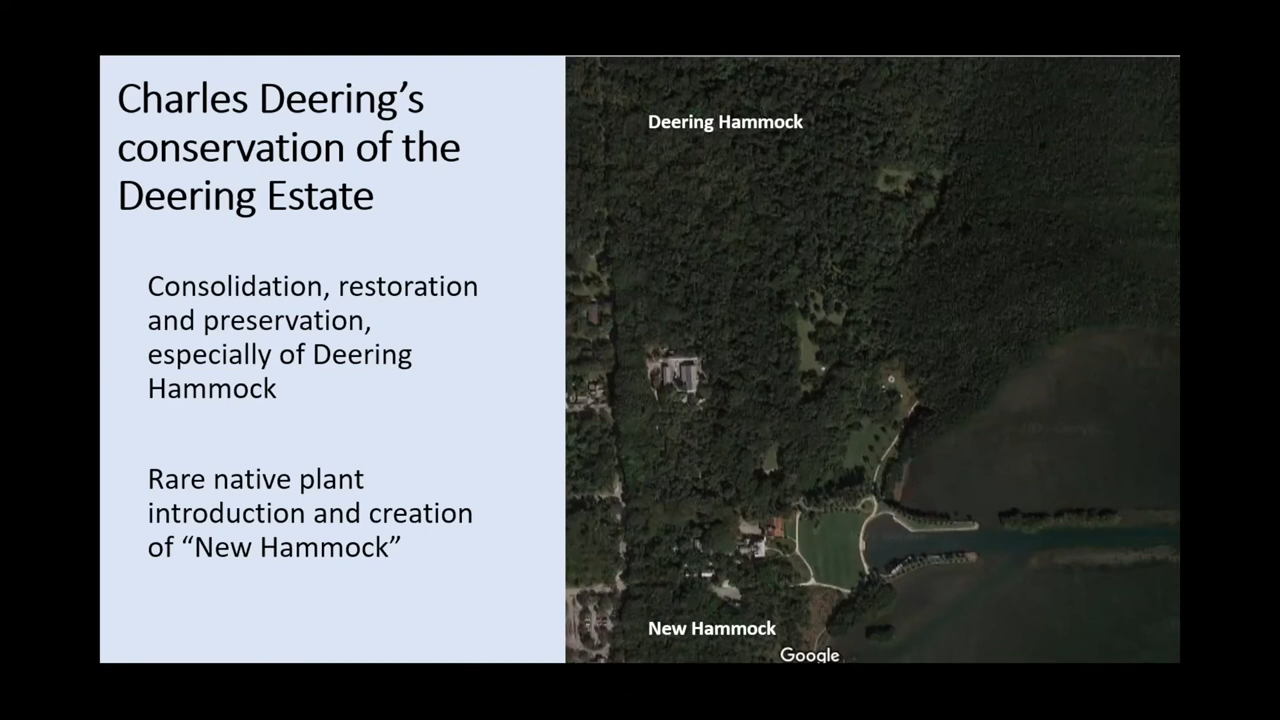 Charles Deering’s
conservation of the
Deering Estate
Consolidation, restoration
and preservation,
especially of Deering
Hammock
Rare native plant
introduction and creation
of “New Hammock”
Deering Hammock
New Hammock
Google